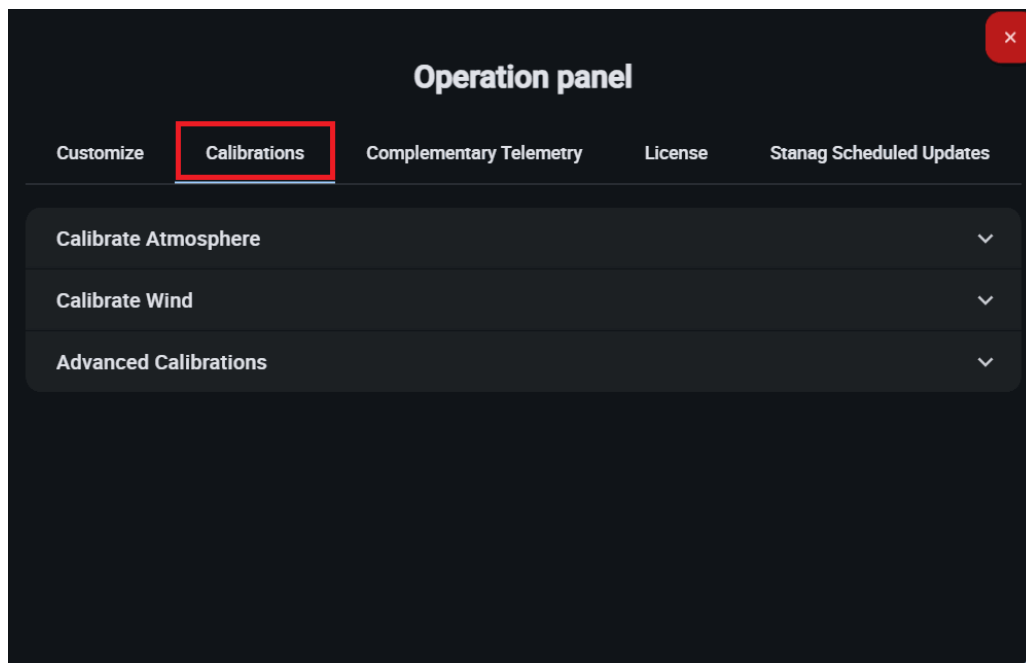 Operation panel
Customize Calibrations Complementary Telemetry License Stanag Scheduled Updates
Calibrate Atmosphere
Calibrate Wind
Advanced Calibrations